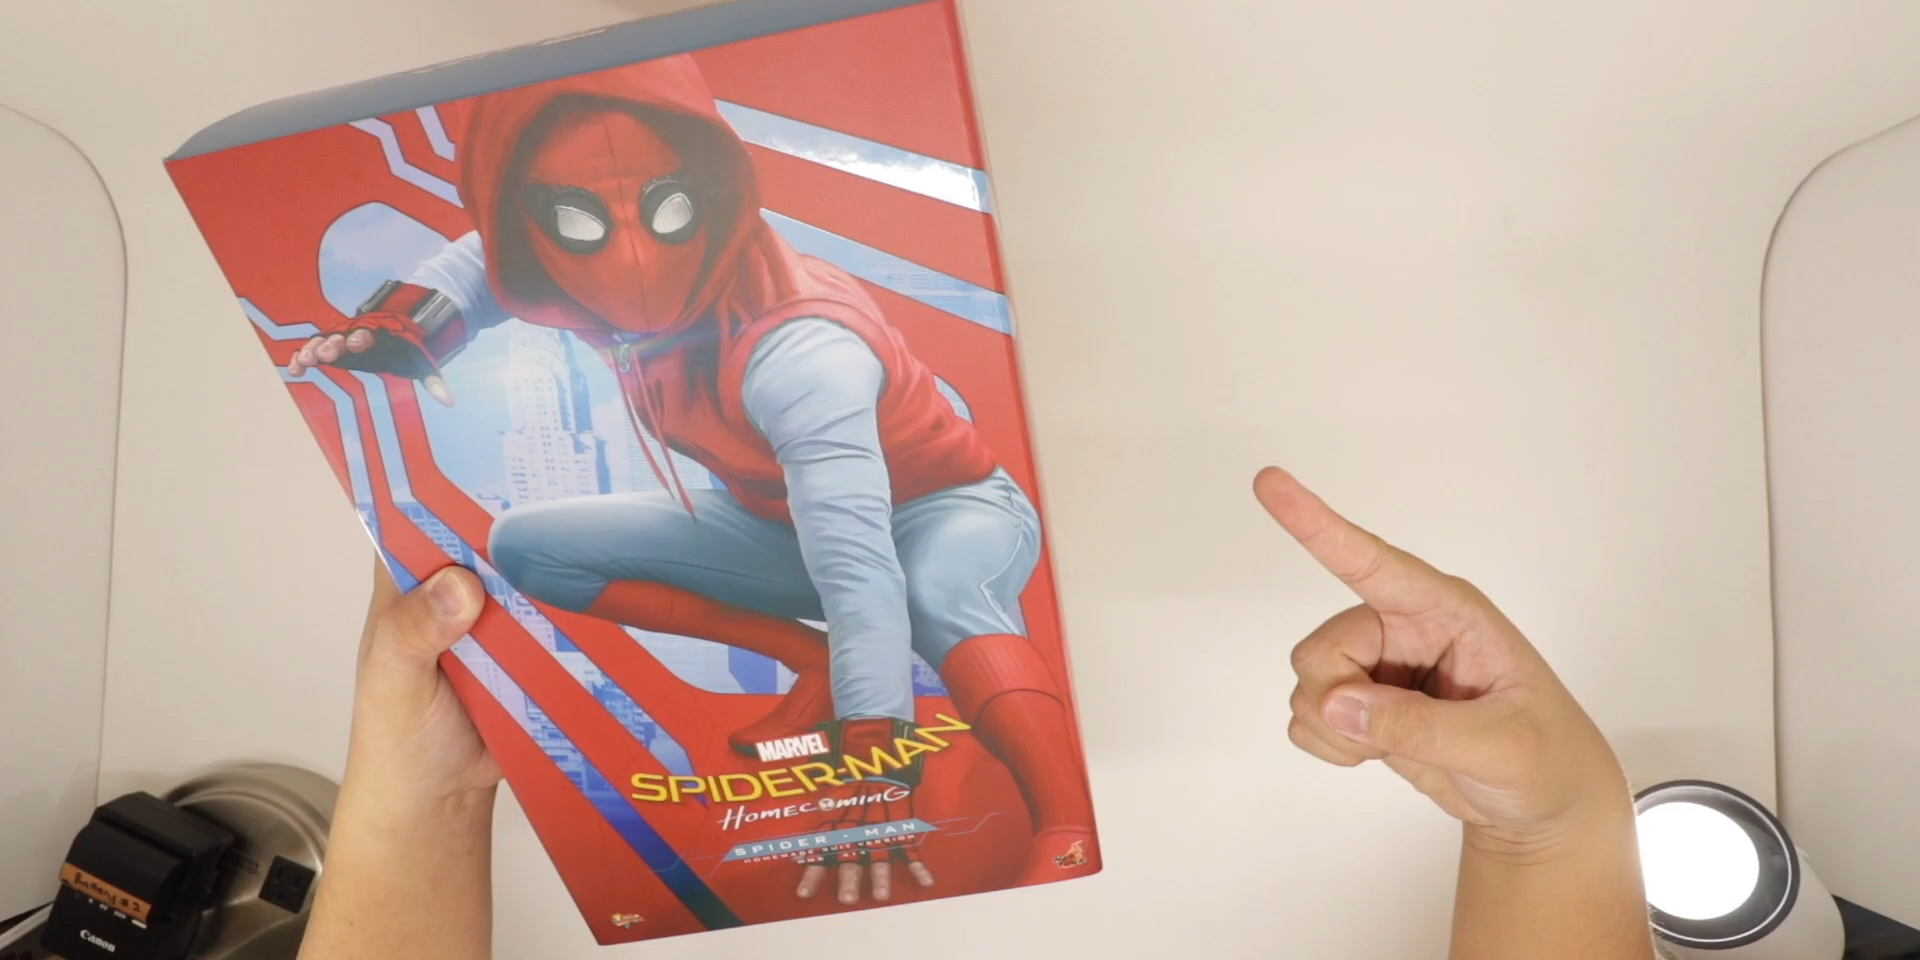 MARVEL
SPIDER-MAN
HOMECOMING
SPIDER - MAN
HOMEMADE SUIT VERSION
Battery #2
Canon